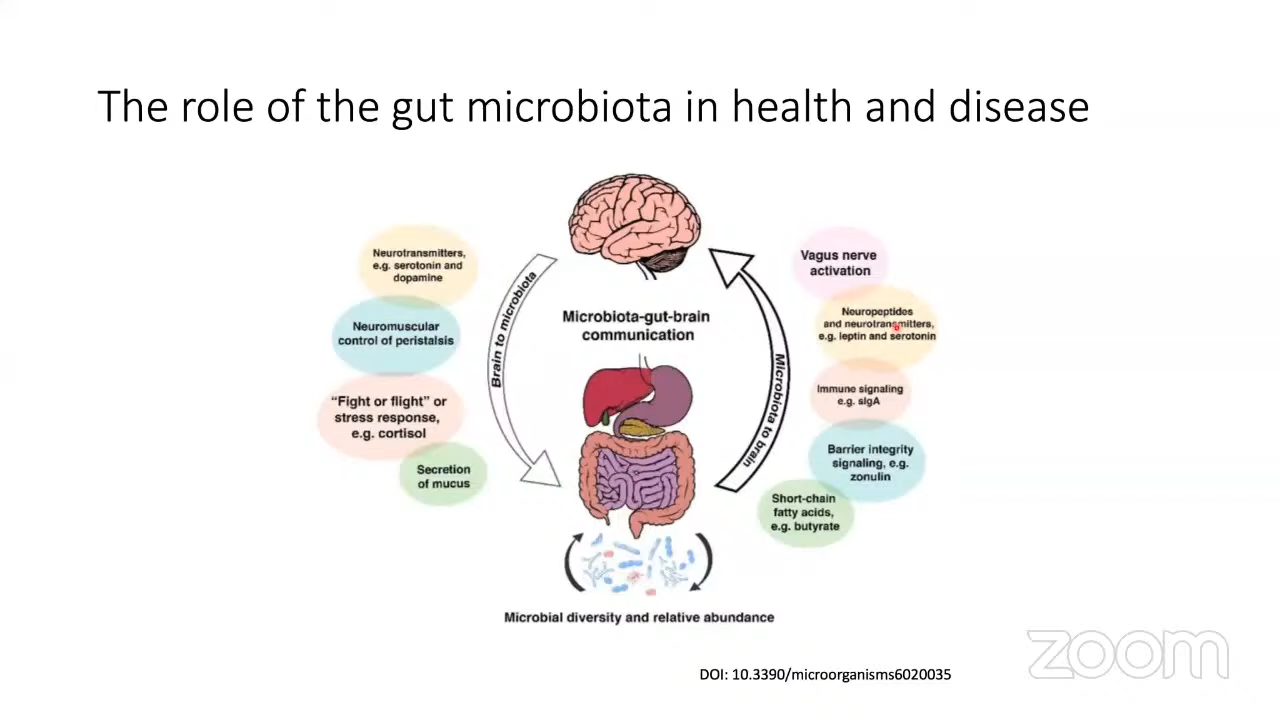 The role of the gut microbiota in health and disease
Neurotransmitters,
e.g. serotonin and
dopamine
Neuromuscular
control of peristalsis
“Fight or flight” or
stress response,
e.g. cortisol
Secretion
of mucus
Brain to microbiota
Microbiota-gut-brain
communication
Microbiota to brain
Vagus nerve
activation
Neuropeptides
and neurotransmitters,
e.g. leptin and serotonin
Immune signaling
e.g. sIgA
Barrier integrity
signaling, e.g.
zonulin
Short-chain
fatty acids,
e.g. butyrate
Microbial diversity and relative abundance
DOI: 10.3390/microorganisms6020035
zoom